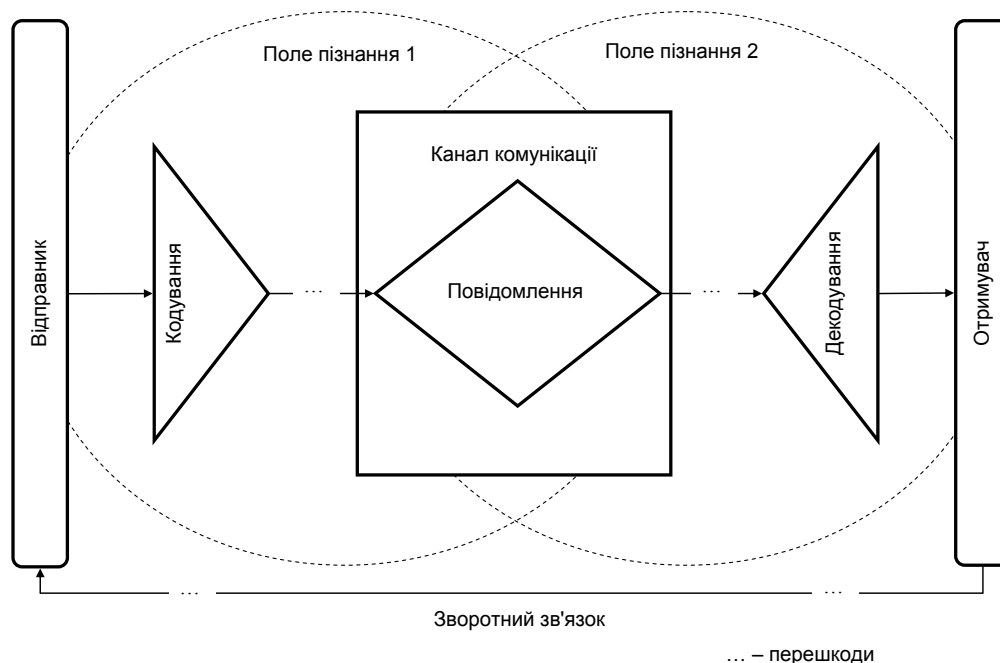 Поле пізнання 1
Поле пізнання 2
Канал комунікації
Відправник
Кодування
...
Повідомлення
...
Декодування
Отримувач
...
...
Зворотний зв'язок
... – перешкоди